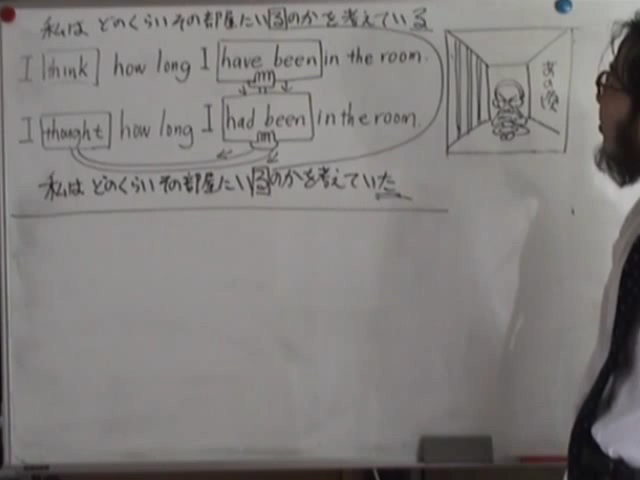 私は どのくらいその部屋にいるのかを考えている
I think how long I have been in the room.
I thought how long I had been in the room.
私は どのくらいその部屋にいるのかを考えていた